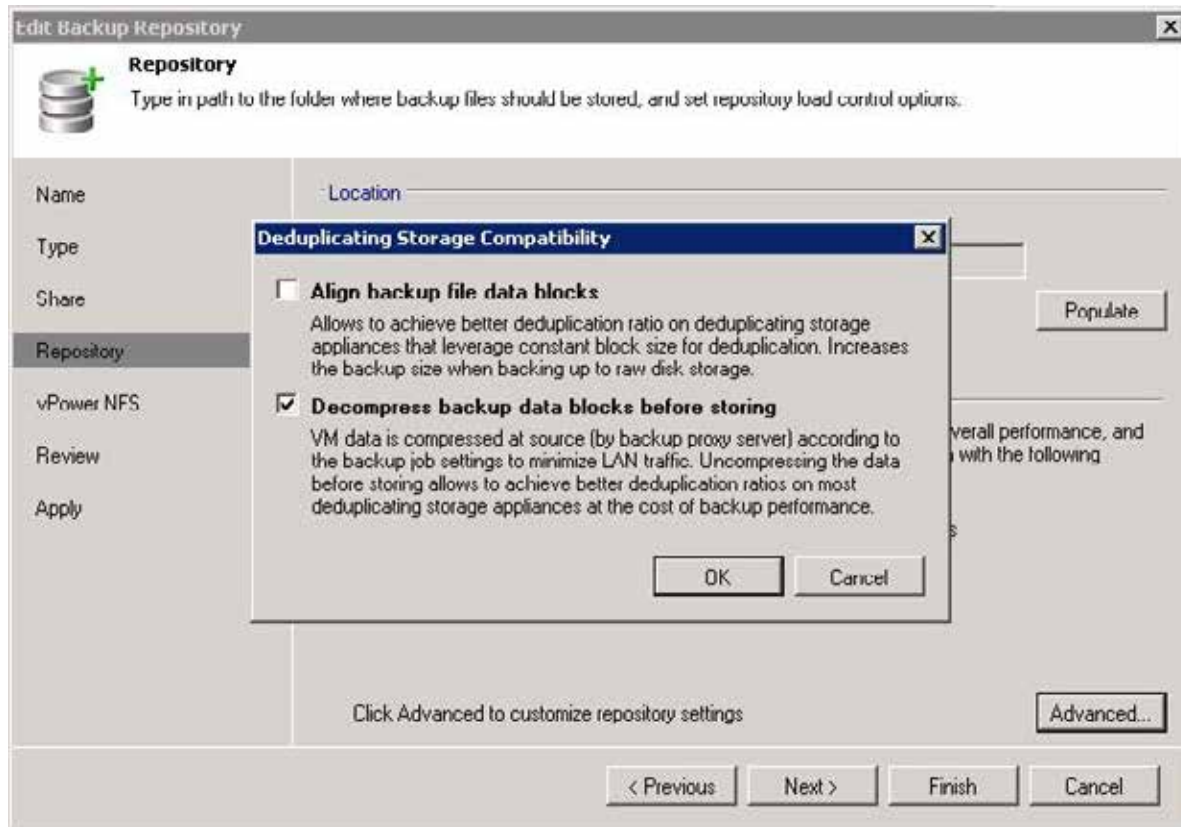 Edit Backup Repository
Repository
Type in path to the folder where backup files should be stored, and set repository load control options.
Name
Type
Share
Repository
vPower NFS
Review
Apply
Location
Populate
verall performance, and
with the following
s
Deduplicating Storage Compatibility
Align backup file data blocks
Allows to achieve better deduplication ratio on deduplicating storage
appliances that leverage constant block size for deduplication. Increases
the backup size when backing up to raw disk storage.
Decompress backup data blocks before storing
VM data is compressed at source (by backup proxy server) according to
the backup job settings to minimize LAN traffic. Uncompressing the data
before storing allows to achieve better deduplication ratios on most
deduplicating storage appliances at the cost of backup performance.
OK
Cancel
Click Advanced to customize repository settings
Advanced...
< Previous
Next >
Finish
Cancel